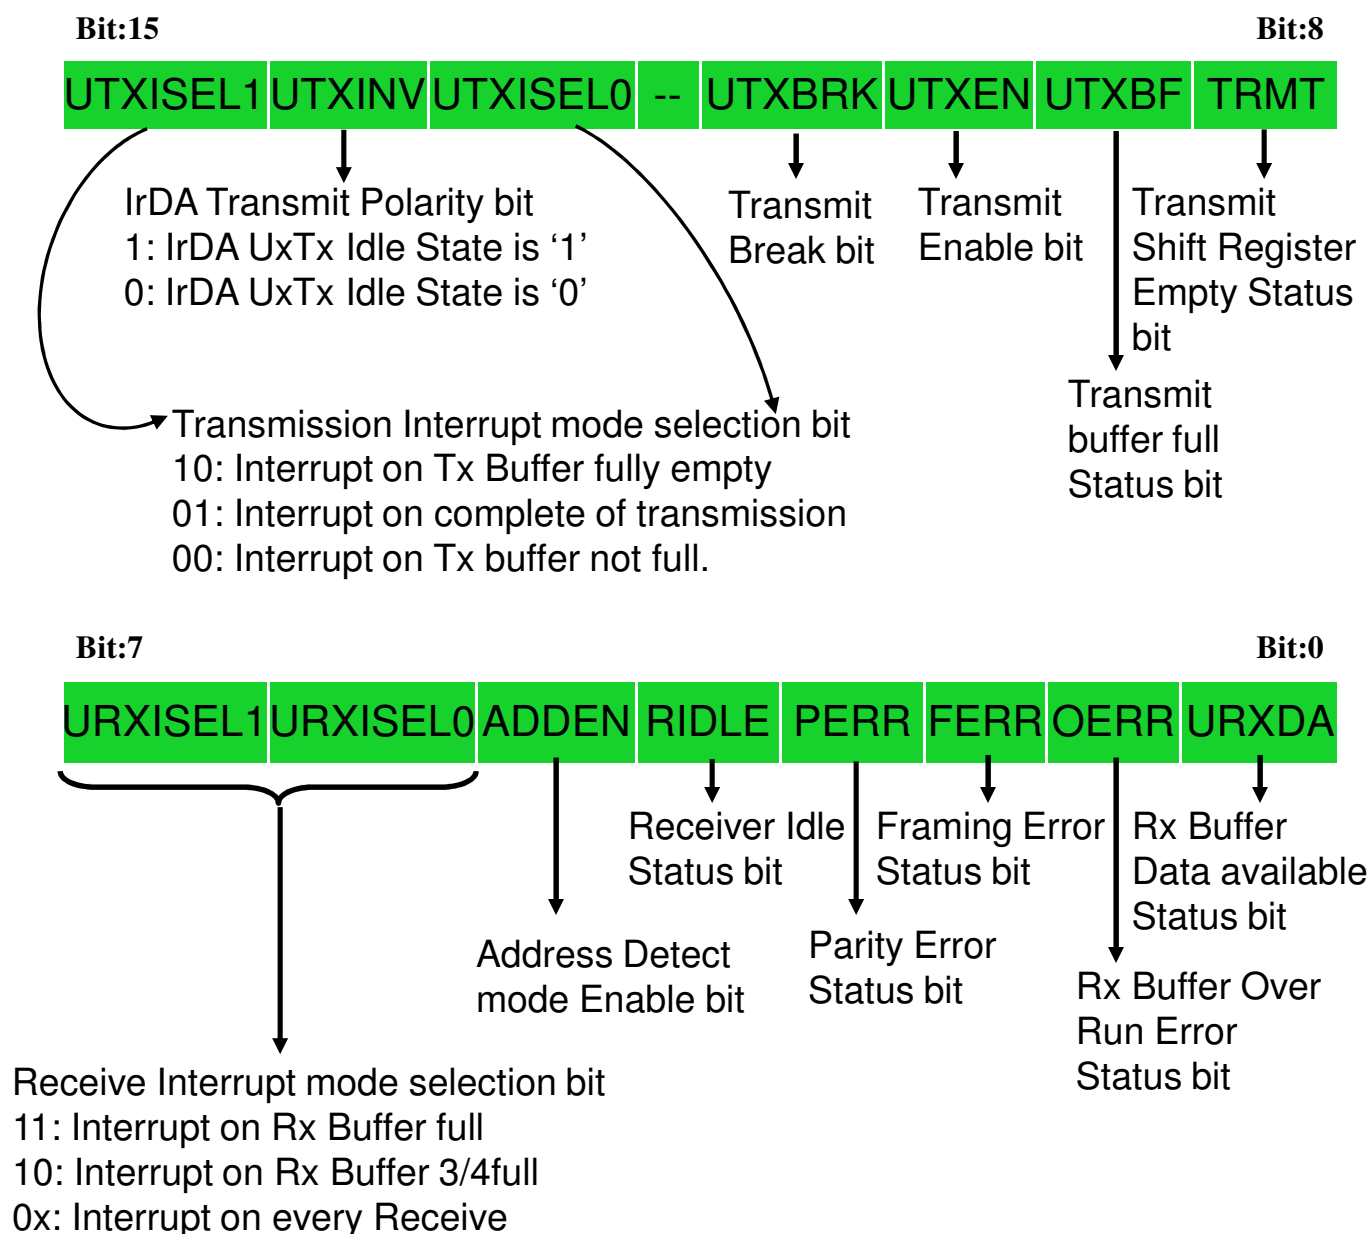 Bit:15 Bit:8
UTXISEL1 UTXINV UTXISEL0 -- UTXBRK UTXEN UTXBF TRMT
IrDA Transmit Polarity bit
1: IrDA UxTx Idle State is ‘1’
0: IrDA UxTx Idle State is ‘0’
Transmit
Break bit
Transmit
Enable bit
Transmit
Shift Register
Empty Status
bit
Transmit
buffer full
Status bit
Transmission Interrupt mode selection bit
10: Interrupt on Tx Buffer fully empty
01: Interrupt on complete of transmission
00: Interrupt on Tx buffer not full.
Bit:7 Bit:0
URXISEL1 URXISEL0 ADDEN RIDLE PERR FERR OERR URXDA
Receiver Idle
Status bit
Framing Error
Status bit
Rx Buffer
Data available
Status bit
Address Detect
mode Enable bit
Parity Error
Status bit
Rx Buffer Over
Run Error
Status bit
Receive Interrupt mode selection bit
11: Interrupt on Rx Buffer full
10: Interrupt on Rx Buffer 3/4full
0x: Interrupt on every Receive